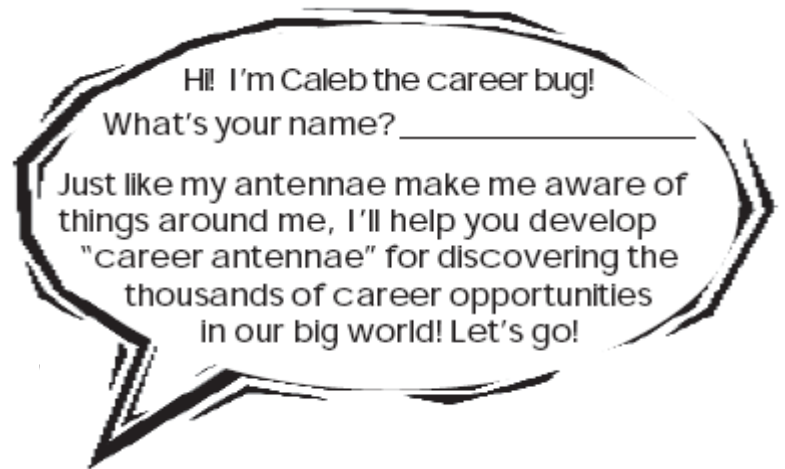 Hi! I'm Caleb the career bug!
What's your name?____________________
Just like my antennae make me aware of
things around me, I'll help you develop
"career antennae" for discovering the
thousands of career opportunities
in our big world! Let's go!